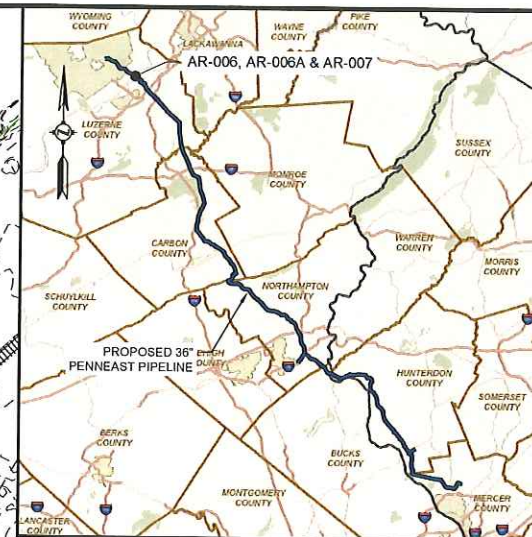 WYOMING
COUNTY
LACKAWANNA
WAYNE
COUNTY
PIKE
COUNTY
AR-006, AR-006A & AR-007
LUZERNE
COUNTY
SUSSEX
COUNTY
MONROE
COUNTY
CARBON
COUNTY
WARREN
COUNTY
MORRIS
COUNTY
NORTHAMPTON
COUNTY
SCHUYLKILL
COUNTY
PROPOSED 36"
PENNEAST PIPELINE
HUNTERDON
COUNTY
SOMERSET
COUNTY
BERKS
COUNTY
BUCKS
COUNTY
MONTGOMERY
COUNTY
MERCER
COUNTY
LANCASTER
COUNTY